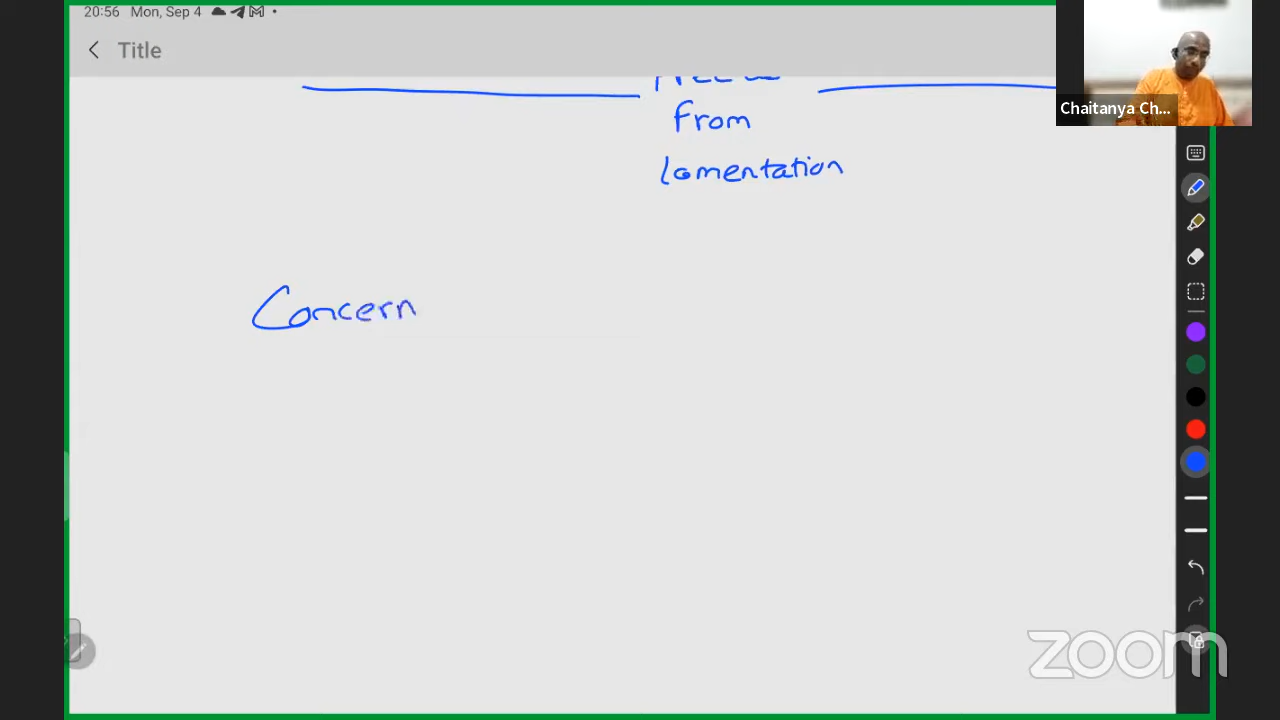 20:56 Mon, Sep 4
Title
Chaitanya Ch...
From
lamentation
Concern
zoom